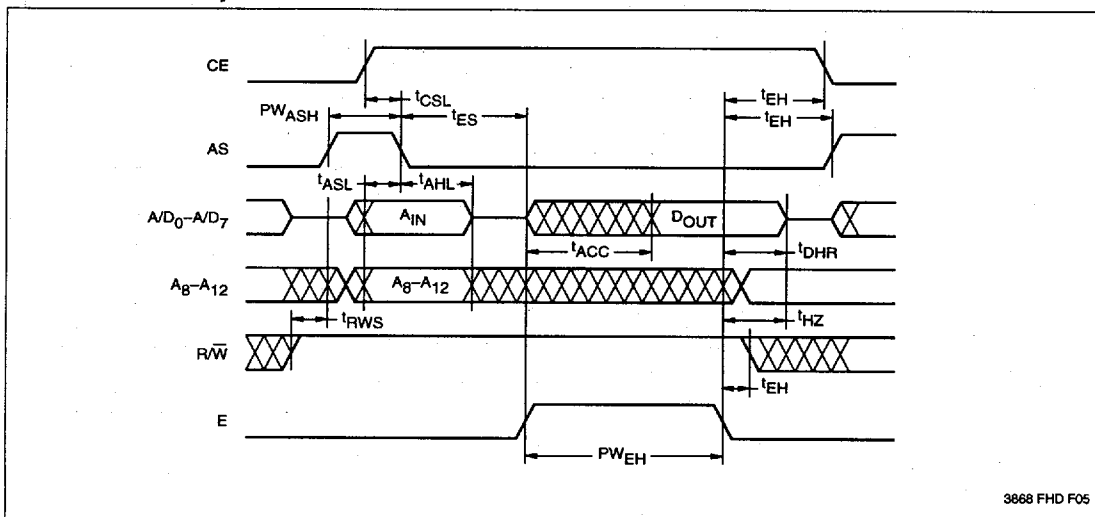 CE
tCSL
tEH
PWASH
tES
tEH
AS
tASL
tAHL
A/D0–A/D7
AIN
DOUT
tACC
tDHR
A8–A12
A8–A12
tRWS
tHZ
R/W̅
tEH
E
PWEH
3868 FHD F05